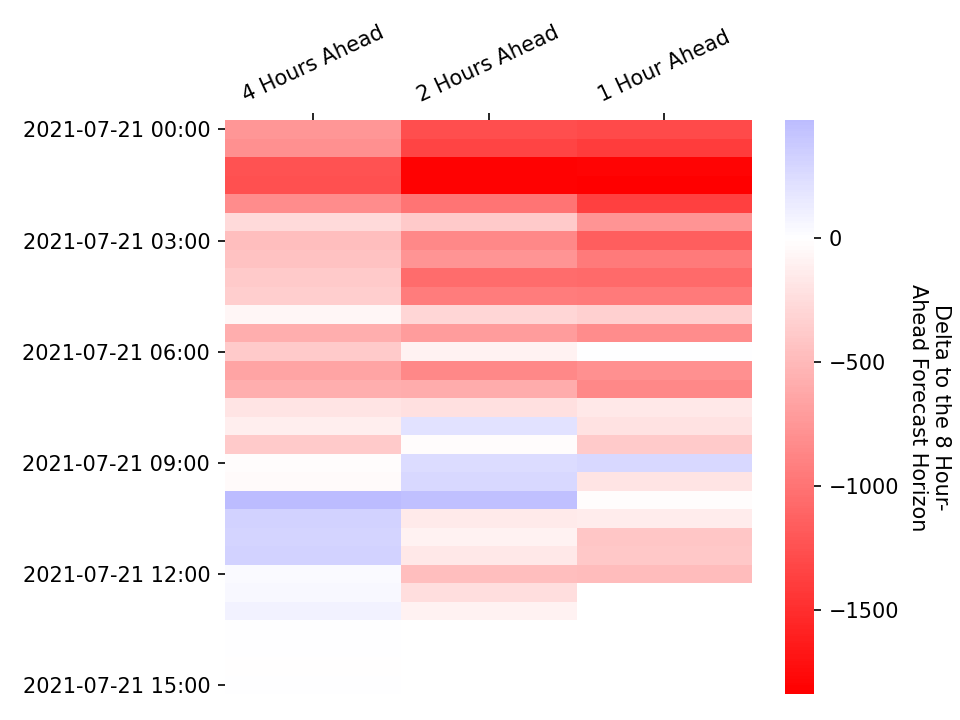 4 Hours Ahead
2 Hours Ahead
1 Hour Ahead
2021-07-21 00:00
2021-07-21 03:00
2021-07-21 06:00
2021-07-21 09:00
2021-07-21 12:00
2021-07-21 15:00
0
−500
−1000
−1500
Delta to the 8 Hour-
Ahead Forecast Horizon